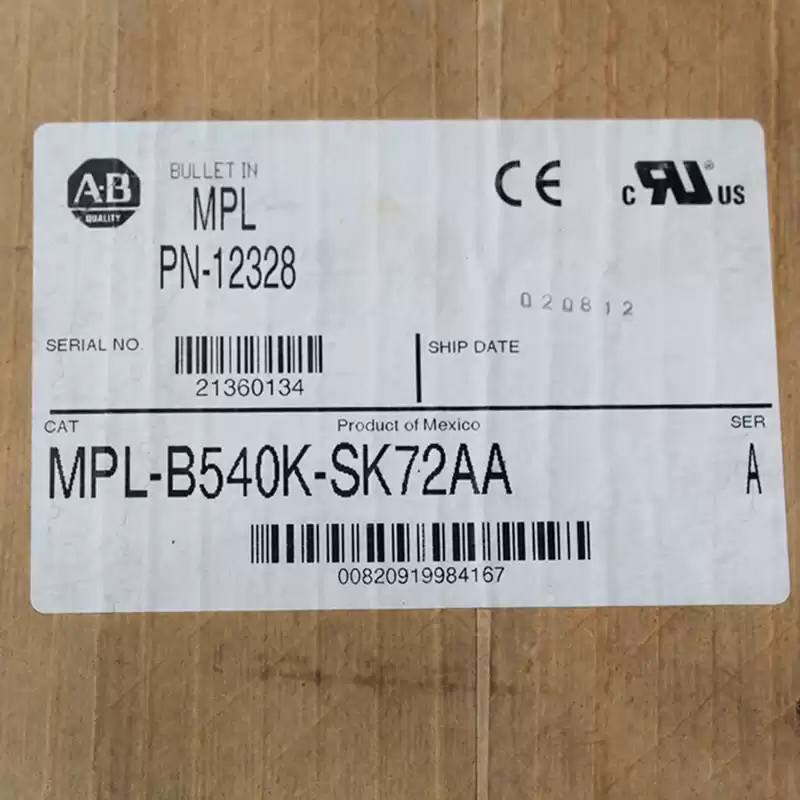 A-B
QUALITY
BULLET IN
MPL
PN-12328
CE
c UR® US
020812
SERIAL NO.
21360134
SHIP DATE
CAT
Product of Mexico
SER
MPL-B540K-SK72AA
A
00820919984167